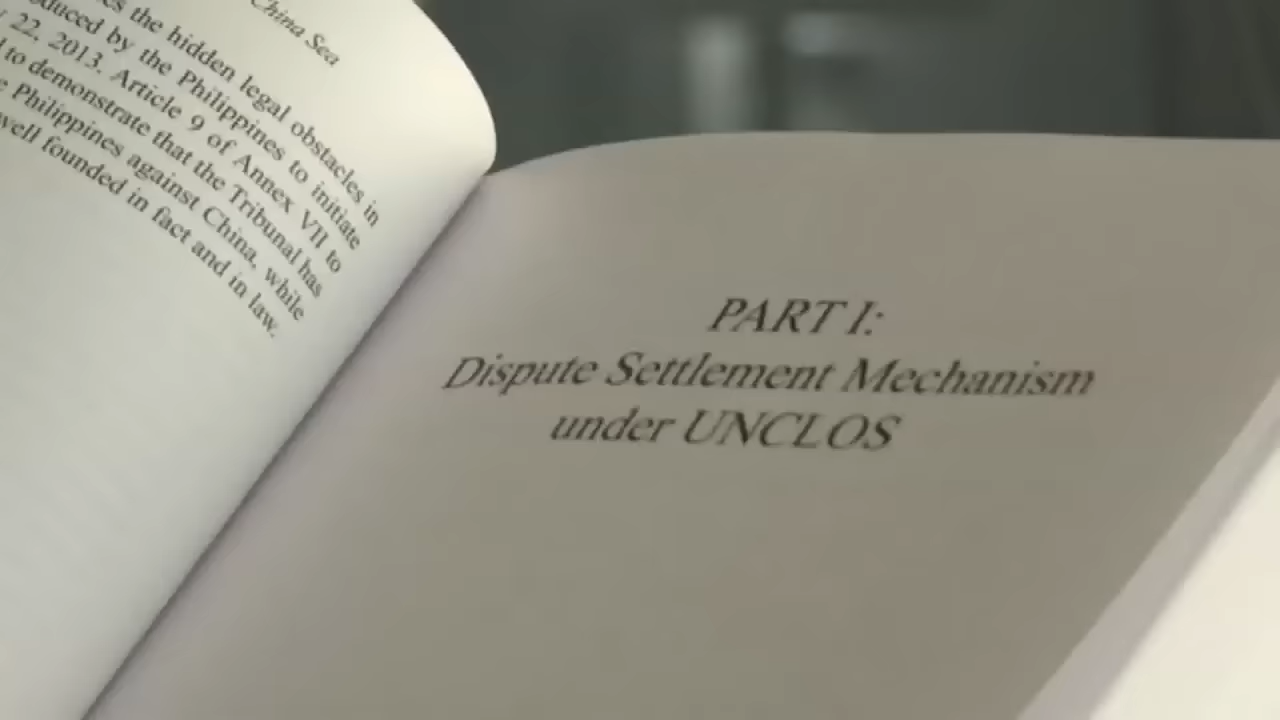 China Sea
the hidden legal obstacles in
by the Philippines to initiate
22, 2013. Article 9 of Annex VII to
to demonstrate that the Tribunal has
Philippines against China, while
well founded in fact and in law.
PART I:
Dispute Settlement Mechanism
under UNCLOS